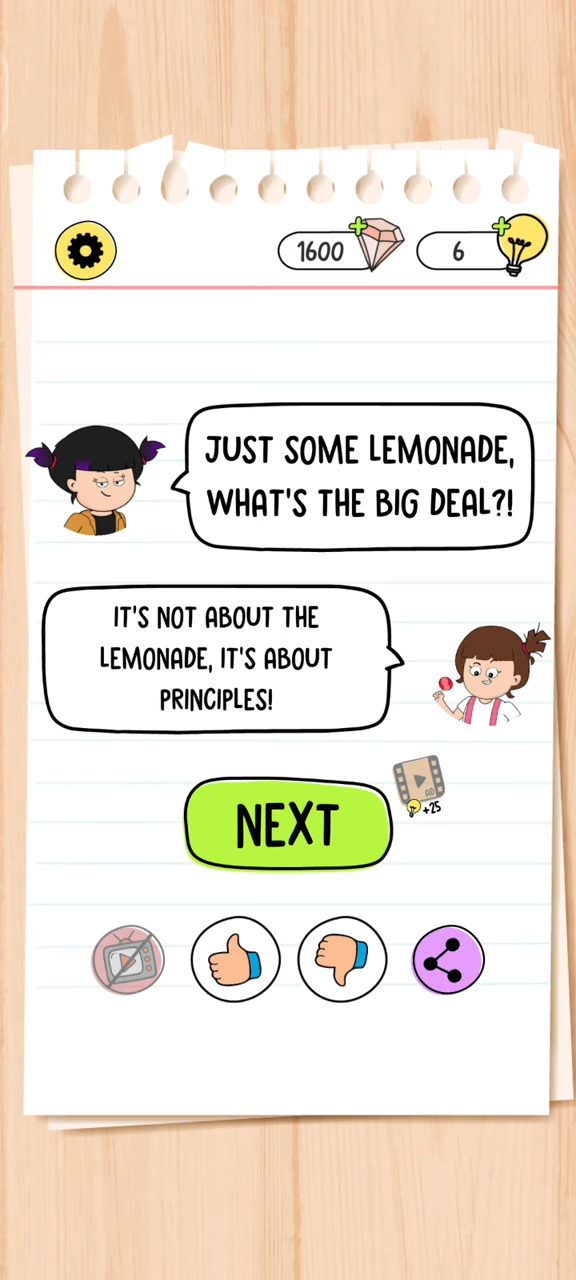 1600
6
JUST SOME LEMONADE,
WHAT'S THE BIG DEAL?!
IT'S NOT ABOUT THE
LEMONADE, IT'S ABOUT
PRINCIPLES!
AD
+25
NEXT